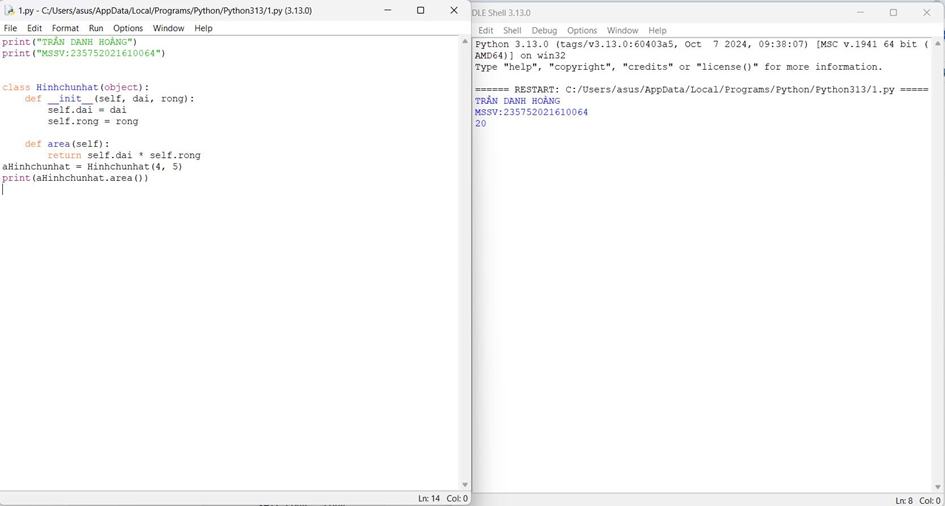 1.py - C:/Users/asus/AppData/Local/Programs/Python/Python313/1.py (3.13.0)
File Edit Format Run Options Window Help
print("TRẦN DANH HOÀNG")
print("MSSV:235752021610064")
class Hinhchunhat(object):
    def __init__(self, dai, rong):
        self.dai = dai
        self.rong = rong
    def area(self):
        return self.dai * self.rong
aHinhchunhat = Hinhchunhat(4, 5)
print(aHinhchunhat.area())
Ln: 14 Col: 0
DLE Shell 3.13.0
Edit Shell Debug Options Window Help
Python 3.13.0 (tags/v3.13.0:60403a5, Oct  7 2024, 09:38:07) [MSC v.1941 64 bit (
AMD64)] on win32
Type "help", "copyright", "credits" or "license()" for more information.
====== RESTART: C:/Users/asus/AppData/Local/Programs/Python/Python313/1.py =====
TRẦN DANH HOÀNG
MSSV:235752021610064
20
Ln: 8 Col: 0